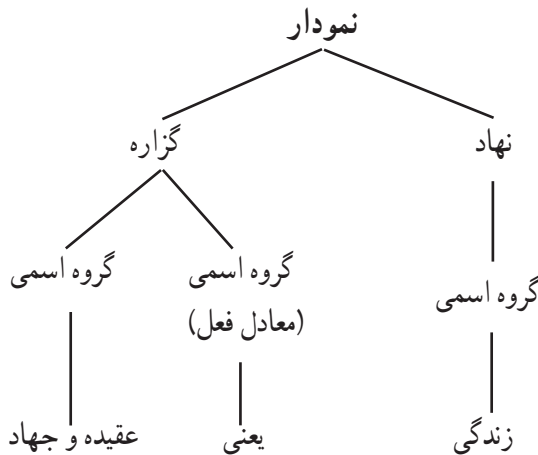 نمودار
نهاد
گزاره
گروه اسمی
گروه اسمی
(معادل فعل)
گروه اسمی
زندگی
یعنی
عقیده و جهاد